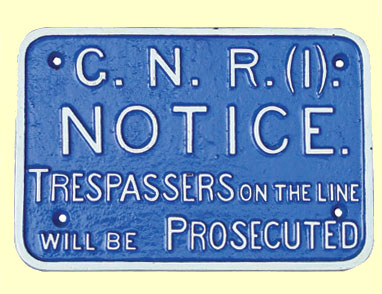 G. N. R. (I).
NOTICE.
TRESPASSERS ON THE LINE
WILL BE PROSECUTED